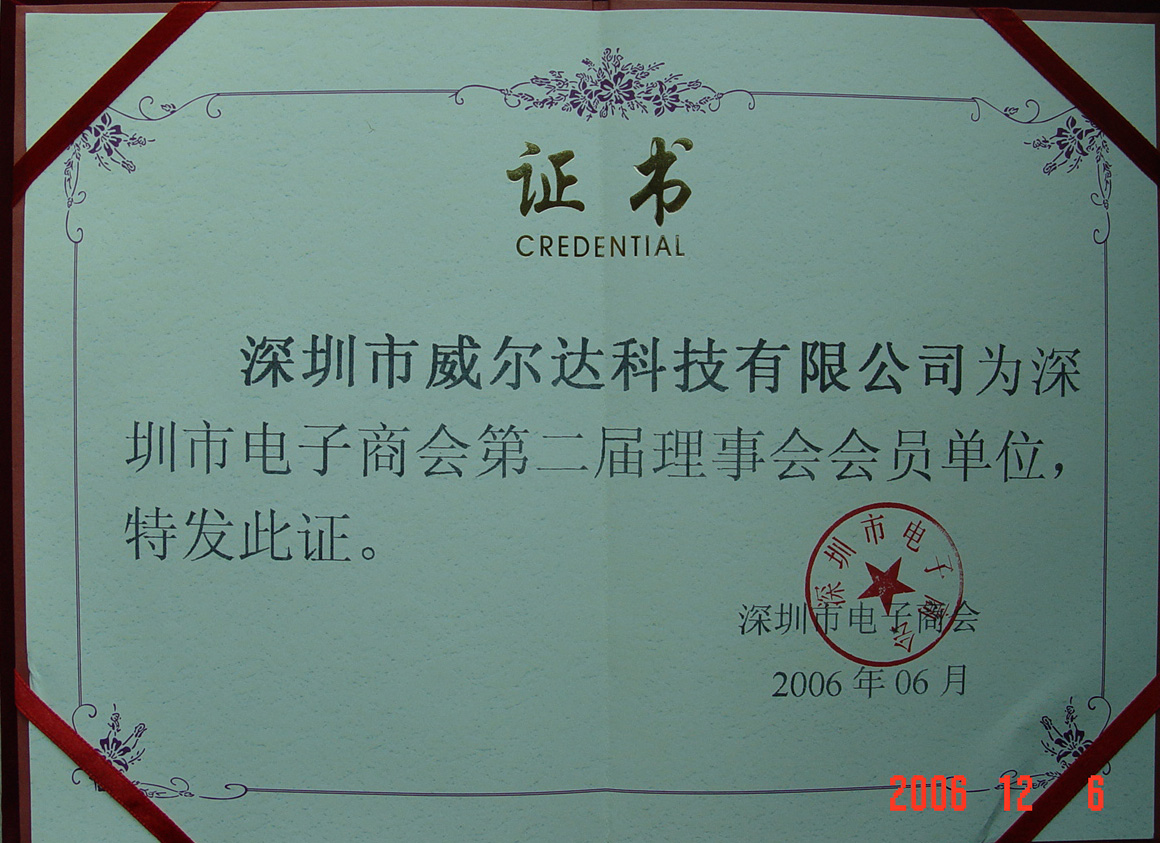 证书
CREDENTIAL
深圳市威尔达科技有限公司为深
圳市电子商会第二届理事会会员单位，
特发此证。
深圳市电子商会
深圳市电子商会
2006年06月
2006 12 6